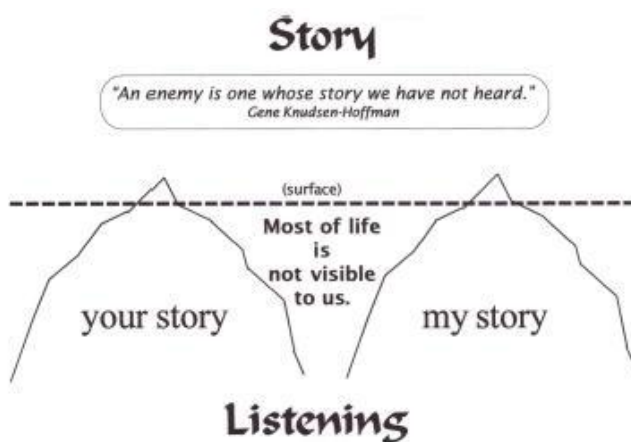 Story
"An enemy is one whose story we have not heard."
Gene Knudsen-Hoffman
(surface)
Most of life
is
not visible
to us.
your story
my story
Listening